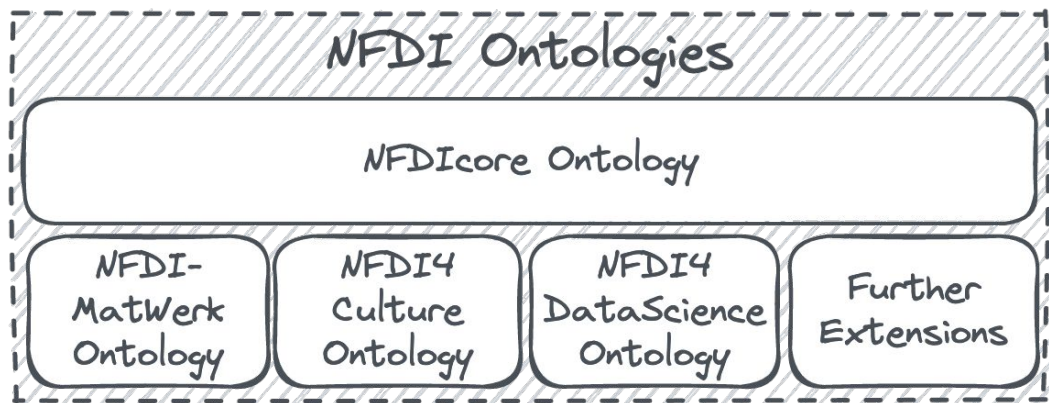 NFDI Ontologies
NFDIcore Ontology
NFDI-
MatWerk
Ontology
NFDI4
Culture
Ontology
NFDI4
DataScience
Ontology
Further
Extensions